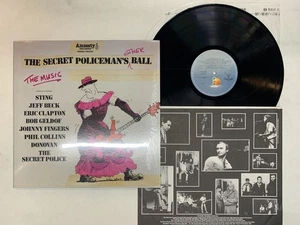 Amnesty
THE SECRET POLICEMAN'S OTHER BALL
THE MUSIC
STING
JEFF BECK
ERIC CLAPTON
BOB GELDOF
JOHNNY FINGERS
PHIL COLLINS
DONOVAN
THE
SECRET POLICE